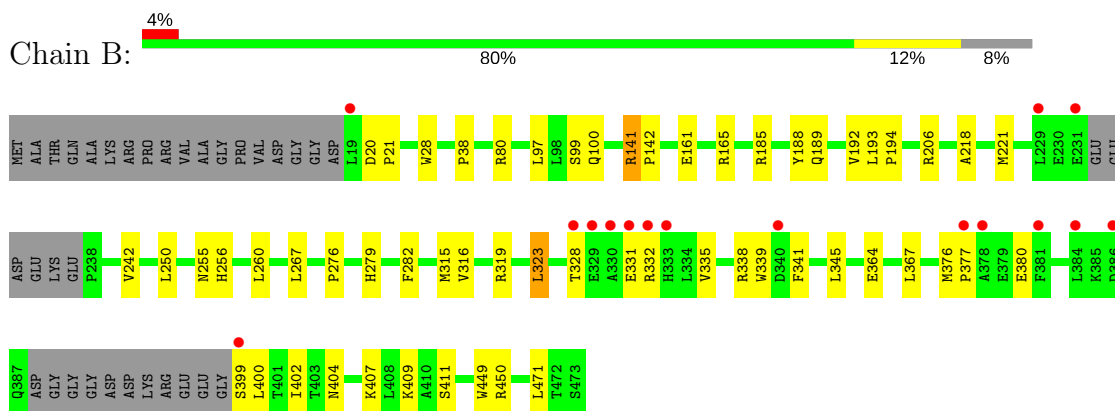 4%
Chain B:
80% 12% 8%
MET ALA THR GLN ALA LYS ARG PRO ARG VAL ALA GLY PRO VAL ASP GLY GLY ASP L19 D20 P21 W28 P38 R80 L97 L98 S99 Q100 R141 P142 E161 R165 R185 Y188 Q189 V192 L193 P194 R206 A218 M221 L229 E230 E231 GLU GLU
ASP GLU LYS GLU P238 V242 L250 N255 H256 L260 L267 P276 H279 F282 M315 V316 R319 L323 T328 E329 A330 E331 R332 H333 L334 V335 R338 W339 D340 F341 L345 E364 L367 M376 P377 A378 E379 E380 F381 L384 K385
Q387 ASP GLY GLY GLY ASP ASP LYS ARG GLU GLU GLY S399 L400 T401 I402 T403 N404 K407 L408 K409 A410 S411 W449 R450 L471 T472 S473